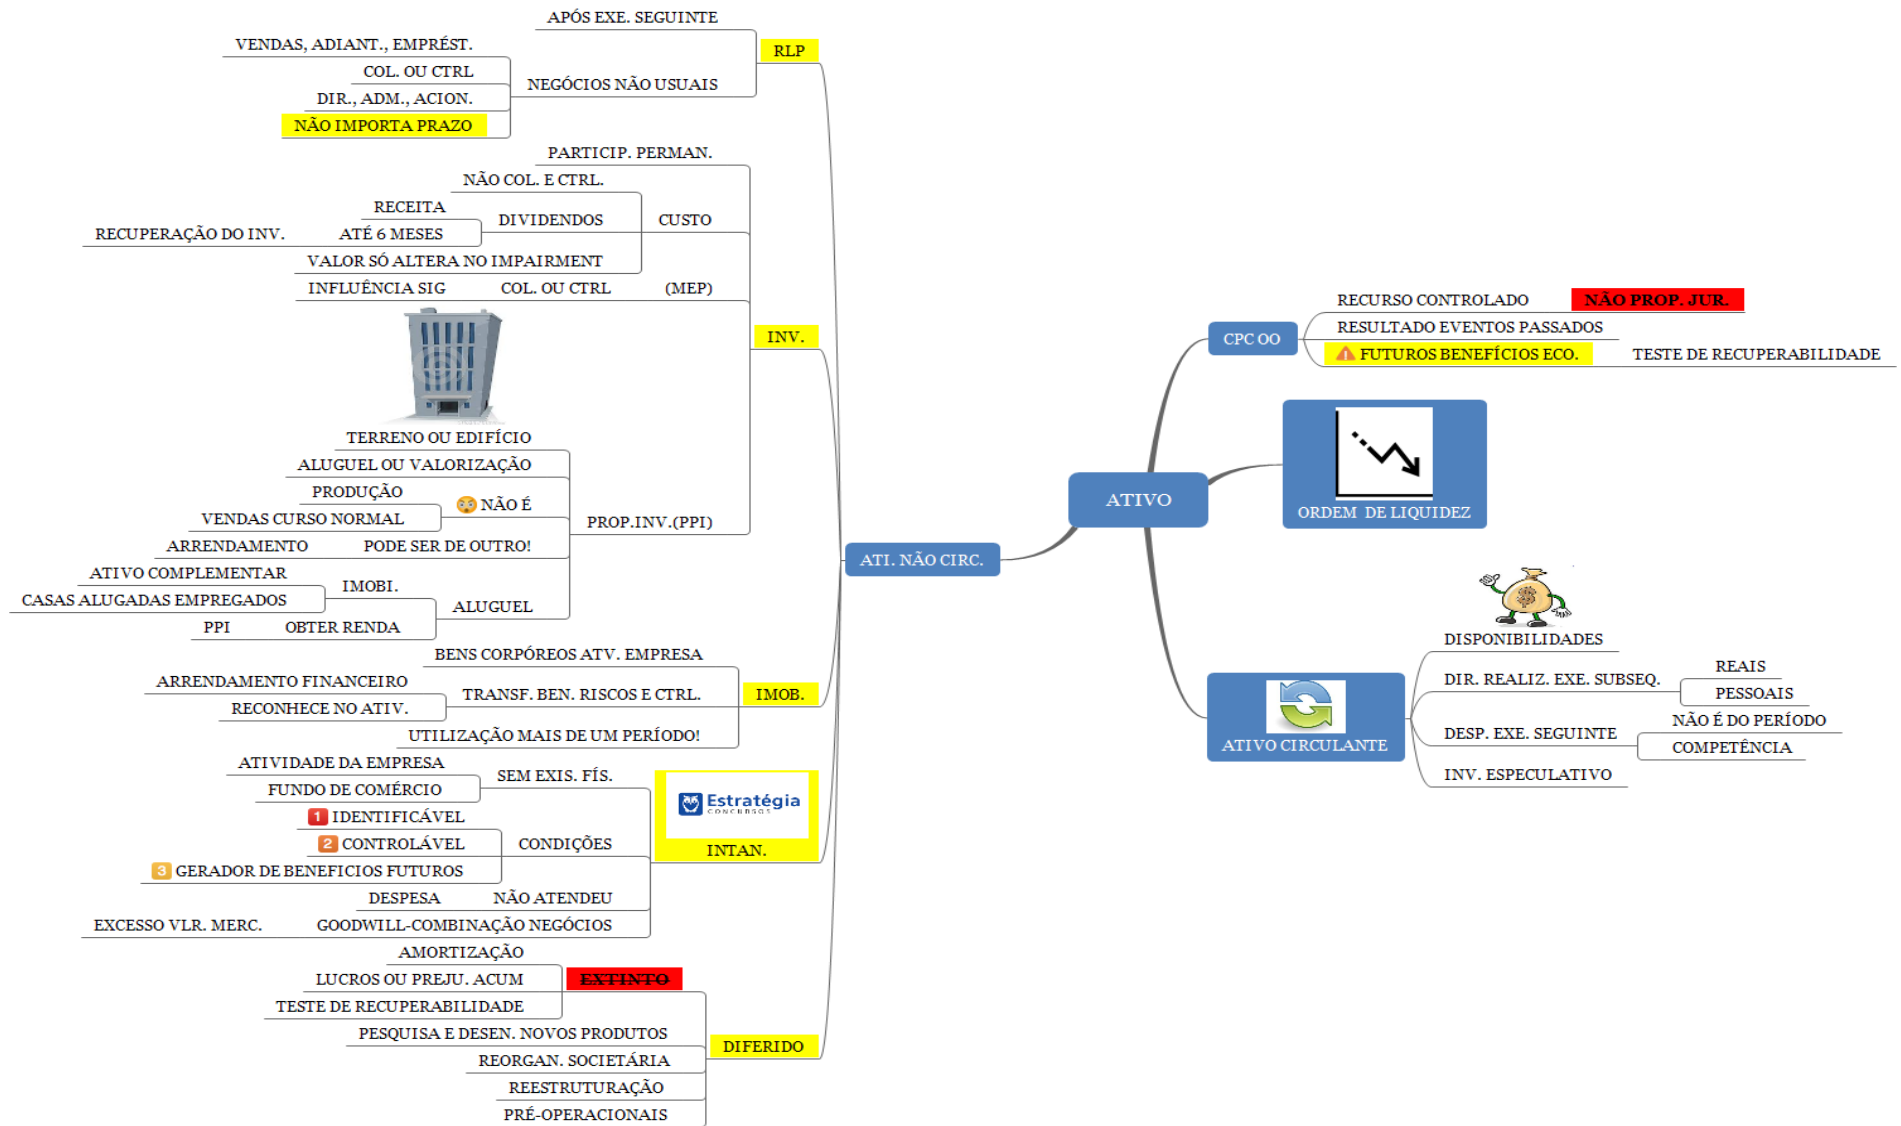 ATIVO
CPC OO
RECURSO CONTROLADO
NÃO PROP. JUR.
RESULTADO EVENTOS PASSADOS
FUTUROS BENEFÍCIOS ECO.
TESTE DE RECUPERABILIDADE
ORDEM DE LIQUIDEZ
ATIVO CIRCULANTE
DISPONIBILIDADES
DIR. REALIZ. EXE. SUBSEQ.
REAIS
PESSOAIS
DESP. EXE. SEGUINTE
NÃO É DO PERÍODO
COMPETÊNCIA
INV. ESPECULATIVO
ATI. NÃO CIRC.
RLP
APÓS EXE. SEGUINTE
NEGÓCIOS NÃO USUAIS
VENDAS, ADIANT., EMPRÉST.
COL. OU CTRL
DIR., ADM., ACION.
NÃO IMPORTA PRAZO
INV.
PARTICIP. PERMAN.
CUSTO
NÃO COL. E CTRL.
DIVIDENDOS
RECEITA
ATÉ 6 MESES
RECUPERAÇÃO DO INV.
VALOR SÓ ALTERA NO IMPAIRMENT
(MEP)
COL. OU CTRL
INFLUÊNCIA SIG
PROP.INV.(PPI)
TERRENO OU EDIFÍCIO
ALUGUEL OU VALORIZAÇÃO
NÃO É
PRODUÇÃO
VENDAS CURSO NORMAL
PODE SER DE OUTRO!
ARRENDAMENTO
ALUGUEL
IMOBI.
ATIVO COMPLEMENTAR
CASAS ALUGADAS EMPREGADOS
OBTER RENDA
PPI
IMOB.
BENS CORPÓREOS ATV. EMPRESA
TRANSF. BEN. RISCOS E CTRL.
ARRENDAMENTO FINANCEIRO
RECONHECE NO ATIV.
UTILIZAÇÃO MAIS DE UM PERÍODO!
Estratégia
CONCURSOS
INTAN.
SEM EXIS. FÍS.
ATIVIDADE DA EMPRESA
FUNDO DE COMÉRCIO
CONDIÇÕES
1 IDENTIFICÁVEL
2 CONTROLÁVEL
3 GERADOR DE BENEFICIOS FUTUROS
NÃO ATENDEU
DESPESA
GOODWILL-COMBINAÇÃO NEGÓCIOS
EXCESSO VLR. MERC.
DIFERIDO
EXTINTO
AMORTIZAÇÃO
LUCROS OU PREJU. ACUM
TESTE DE RECUPERABILIDADE
PESQUISA E DESEN. NOVOS PRODUTOS
REORGAN. SOCIETÁRIA
REESTRUTURAÇÃO
PRÉ-OPERACIONAIS